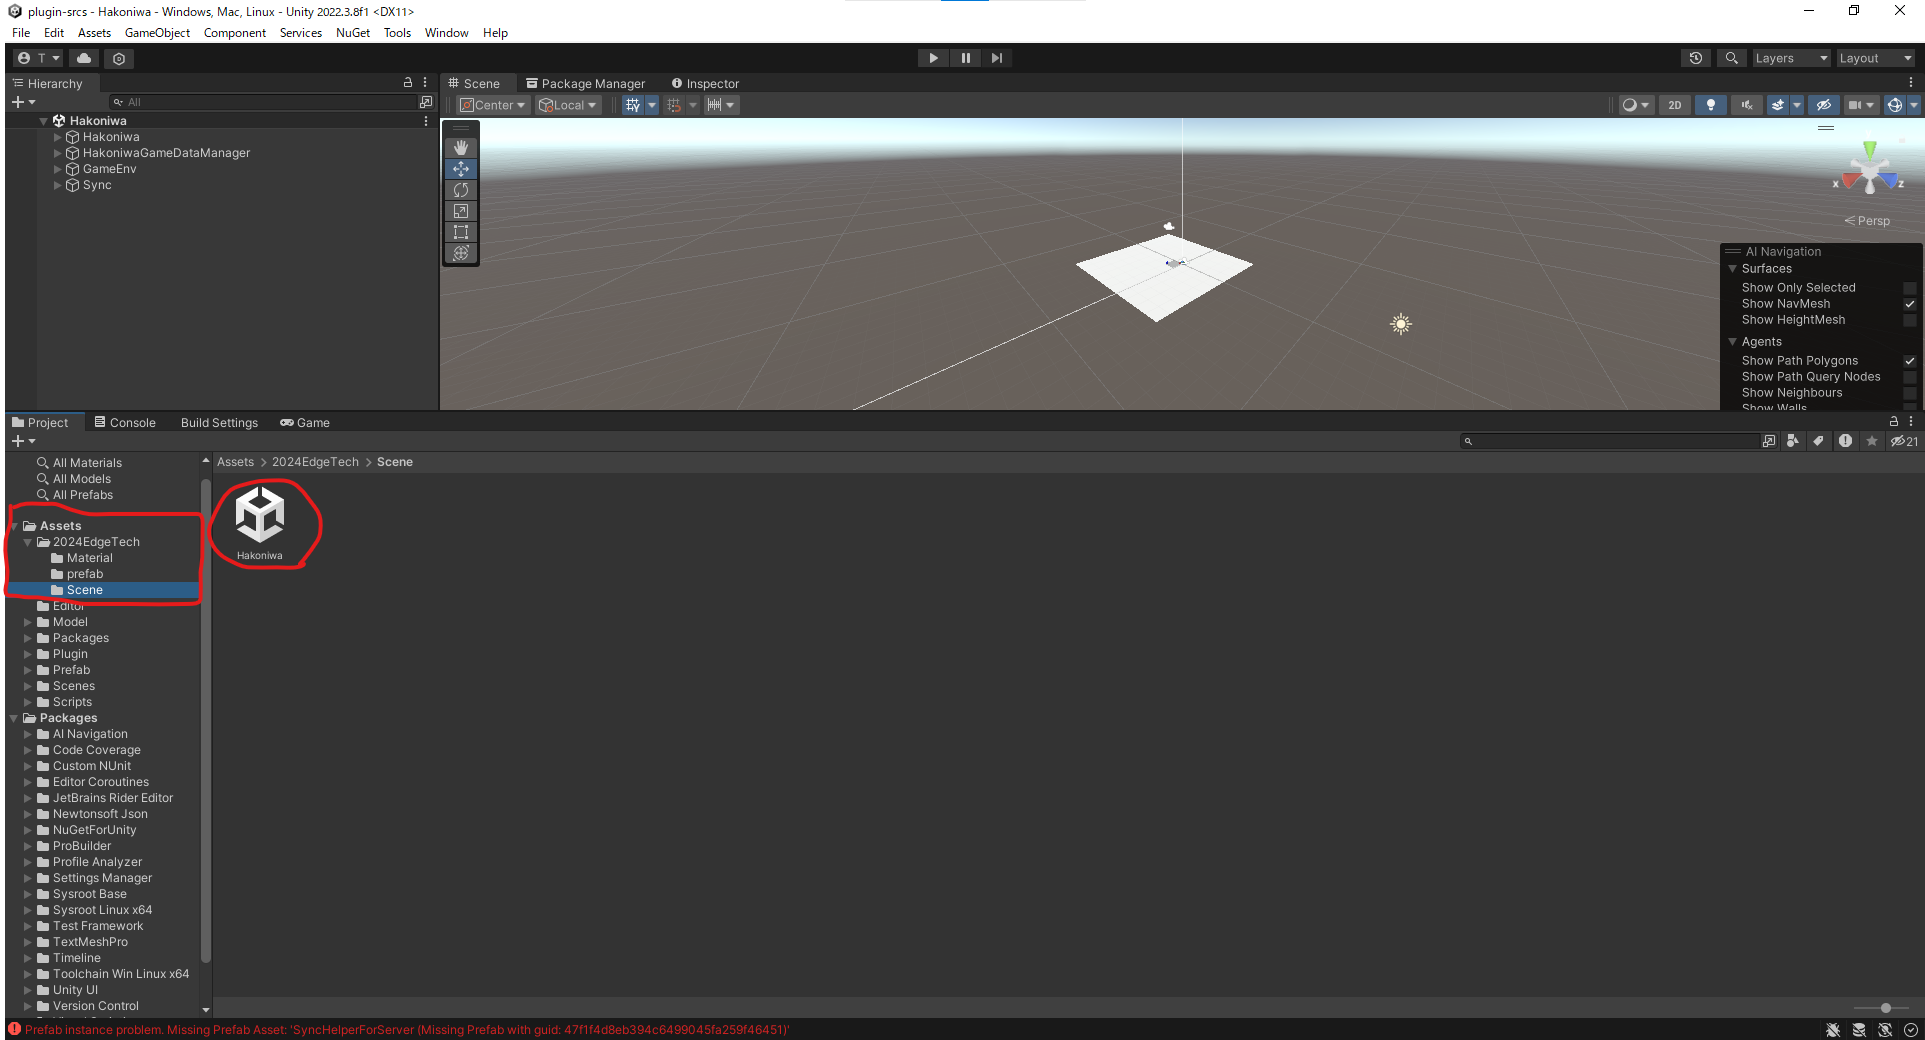 plugin-srcs - Hakoniwa - Windows, Mac, Linux - Unity 2022.3.8f1 <DX11>
File Edit Assets GameObject Component Services NuGet Tools Window Help
T Layers Layout
Hierarchy
All
Hakoniwa
Hakoniwa
HakoniwaGameDataManager
GameEnv
Sync
Scene Package Manager Inspector
Center Local 2D
x z
Persp
AI Navigation
Surfaces
Show Only Selected
Show NavMesh
Show HeightMesh
Agents
Show Path Polygons
Show Path Query Nodes
Show Neighbours
Show Walls
Project Console Build Settings Game
21
All Materials
All Models
All Prefabs
Assets
2024EdgeTech
Material
prefab
Scene
Editor
Model
Packages
Plugin
Prefab
Scenes
Scripts
Packages
AI Navigation
Code Coverage
Custom NUnit
Editor Coroutines
JetBrains Rider Editor
Newtonsoft Json
NuGetForUnity
ProBuilder
Profile Analyzer
Settings Manager
Sysroot Base
Sysroot Linux x64
Test Framework
TextMeshPro
Timeline
Toolchain Win Linux x64
Unity UI
Version Control
Assets > 2024EdgeTech > Scene
Hakoniwa
Prefab instance problem. Missing Prefab Asset: 'SyncHelperForServer (Missing Prefab with guid: 47f1f4d8eb394c6499045fa259f46451)'